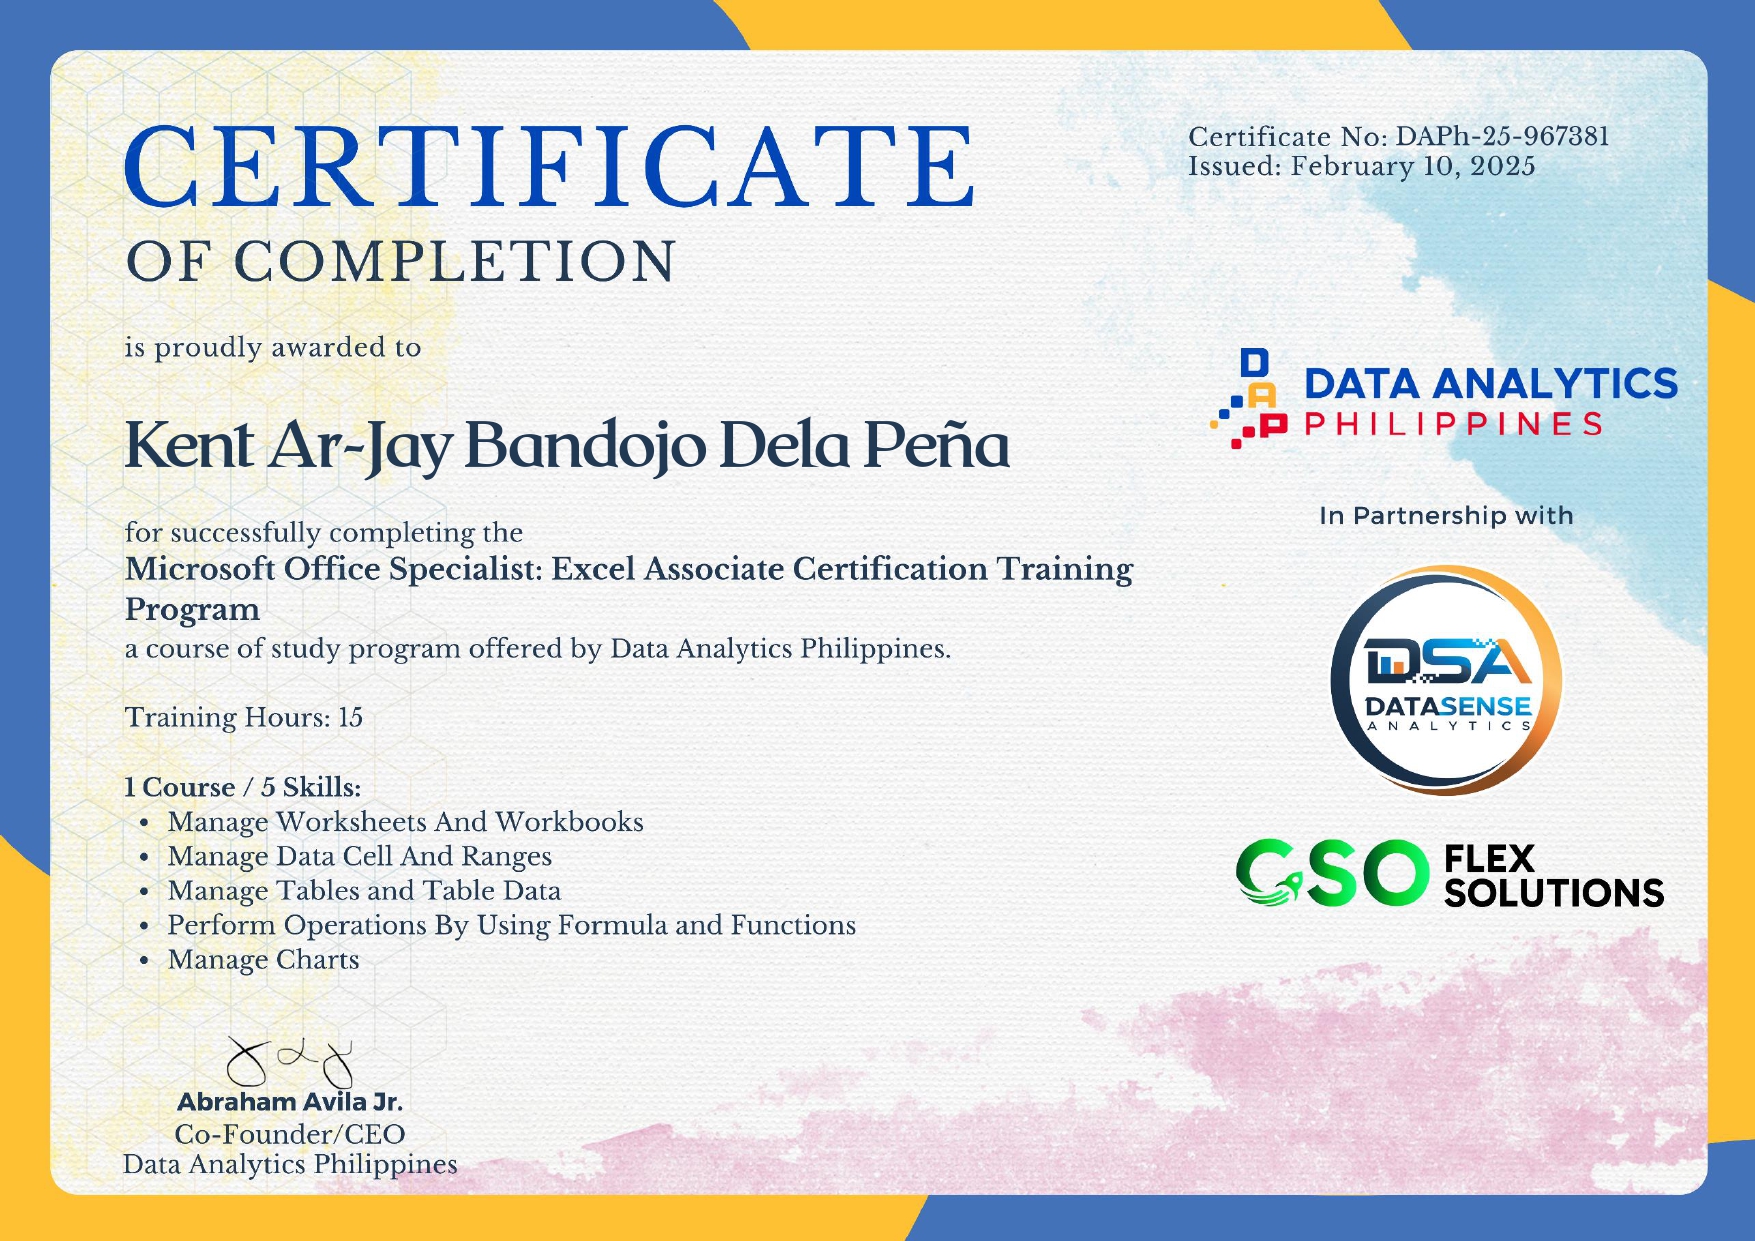 CERTIFICATE
OF COMPLETION
Certificate No: DAPh-25-967381
Issued: February 10, 2025
is proudly awarded to
Kent Ar-Jay Bandojo Dela Peña
for successfully completing the
Microsoft Office Specialist: Excel Associate Certification Training
Program
a course of study program offered by Data Analytics Philippines.
Training Hours: 15
1 Course / 5 Skills:
• Manage Worksheets And Workbooks
• Manage Data Cell And Ranges
• Manage Tables and Table Data
• Perform Operations By Using Formula and Functions
• Manage Charts
Abraham Avila Jr.
Co-Founder/CEO
Data Analytics Philippines
DAP
DATA ANALYTICS
PHILIPPINES
In Partnership with
DSA
DATASENSE
ANALYTICS
GSO
FLEX
SOLUTIONS